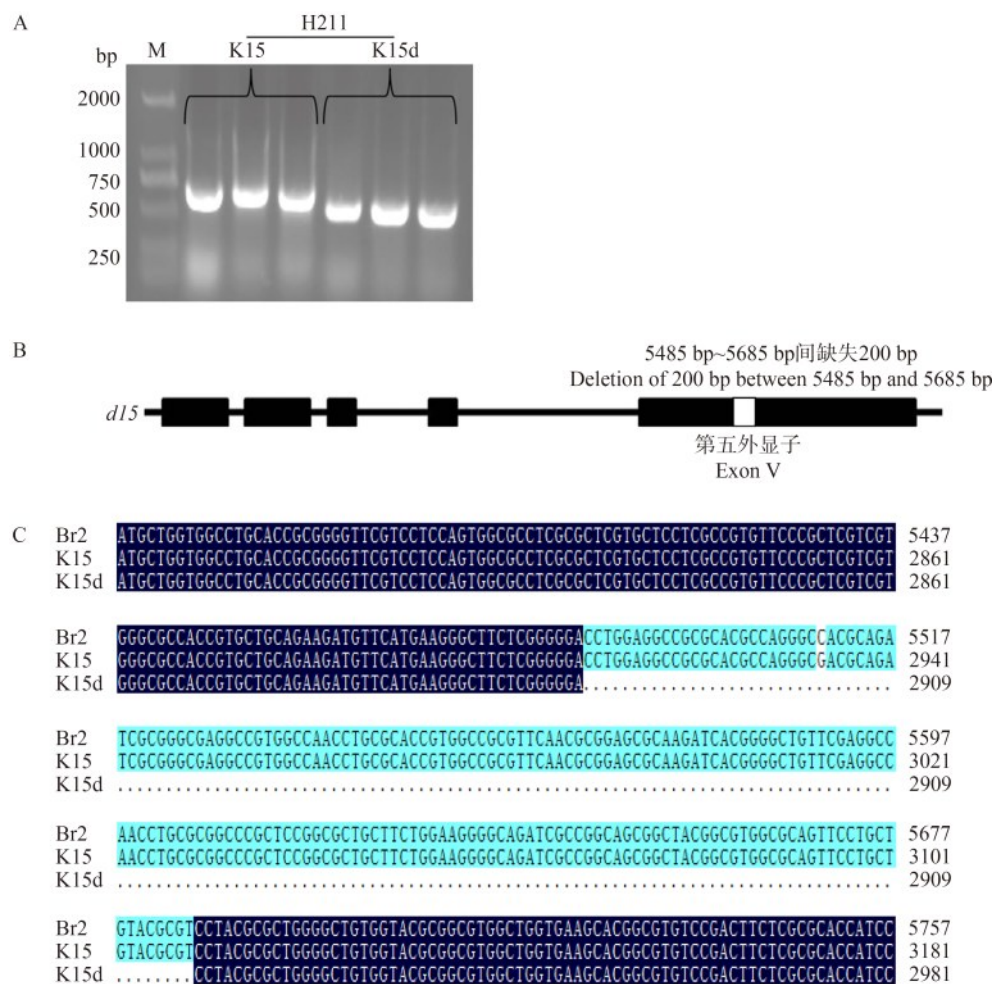 A
H211
bp M K15 K15d
2000
1000
750
500
250
B
5485 bp~5685 bp间缺失200 bp
Deletion of 200 bp between 5485 bp and 5685 bp
d15
第五外显子
Exon V
C
Br2 ATGCTGGTGGCCTGCACCGCGGGGTTCGTCCTCCAGTGGCGCCTCGCGCTCGTGCTCCTCGCCGTGTTCCCGCTCGTCGT 5437
K15 ATGCTGGTGGCCTGCACCGCGGGGTTCGTCCTCCAGTGGCGCCTCGCGCTCGTGCTCCTCGCCGTGTTCCCGCTCGTCGT 2861
K15d ATGCTGGTGGCCTGCACCGCGGGGTTCGTCCTCCAGTGGCGCCTCGCGCTCGTGCTCCTCGCCGTGTTCCCGCTCGTCGT 2861
Br2 GGGCGCCACCGTGCTGCAGAAGATGTTCATGAAGGGCTTCTCGGGGGACCTGGAGGCCGCGCACGCCAGGGCCACGCAGA 5517
K15 GGGCGCCACCGTGCTGCAGAAGATGTTCATGAAGGGCTTCTCGGGGGACCTGGAGGCCGCGCACGCCAGGGCGACGCAGA 2941
K15d GGGCGCCACCGTGCTGCAGAAGATGTTCATGAAGGGCTTCTCGGGGGA................................ 2909
Br2 TCGCGGGCGAGGCCGTGGCCAACCTGCGCACCGTGGCCGCGTTCAACGCGGAGCGCAAGATCACGGGGCTGTTCGAGGCC 5597
K15 TCGCGGGCGAGGCCGTGGCCAACCTGCGCACCGTGGCCGCGTTCAACGCGGAGCGCAAGATCACGGGGCTGTTCGAGGCC 3021
K15d ................................................................................ 2909
Br2 AACCTGCGCGGCCCGCTCCGGCGCTGCTTCTGGAAGGGGCAGATCGCCGGCAGCGGCTACGGCGTGGCGCAGTTCCTGCT 5677
K15 AACCTGCGCGGCCCGCTCCGGCGCTGCTTCTGGAAGGGGCAGATCGCCGGCAGCGGCTACGGCGTGGCGCAGTTCCTGCT 3101
K15d ................................................................................ 2909
Br2 GTACGCGTCCTACGCGCTGGGGCTGTGGTACGCGGCGTGGCTGGTGAAGCACGGCGTGTCCGACTTCTCGCGCACCATCC 5757
K15 GTACGCGTCCTACGCGCTGGGGCTGTGGTACGCGGCGTGGCTGGTGAAGCACGGCGTGTCCGACTTCTCGCGCACCATCC 3181
K15d ........CCTACGCGCTGGGGCTGTGGTACGCGGCGTGGCTGGTGAAGCACGGCGTGTCCGACTTCTCGCGCACCATCC 2981